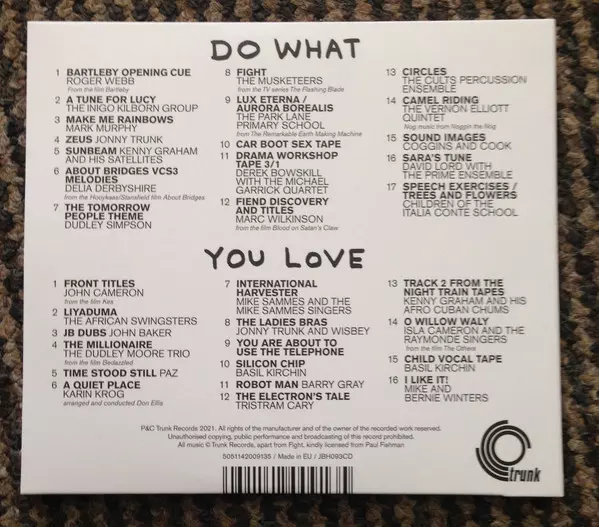 DO WHAT
1 BARTLEBY OPENING CUE
ROGER WEBB
From the film Bartleby
2 A TUNE FOR LUCY
THE INIGO KILBORN GROUP
3 MAKE ME RAINBOWS
MARK MURPHY
4 ZEUS JONNY TRUNK
5 SUNBEAM KENNY GRAHAM
AND HIS SATELLITES
6 ABOUT BRIDGES VCS3
MELODIES
DELIA DERBYSHIRE
from the Hooykass/Stansfield film About Bridges
7 THE TOMORROW
PEOPLE THEME
DUDLEY SIMPSON
8 FIGHT
THE MUSKETEERS
from the TV series The Flashing Blade
9 LUX ETERNA /
AURORA BOREALIS
THE PARK LANE
PRIMARY SCHOOL
from The Remarkable Earth Making Machine
10 CAR BOOT SEX TAPE
11 DRAMA WORKSHOP
TAPE 3/1
DEREK BOWSKILL
WITH THE MICHAEL
GARRICK QUARTET
12 FIEND DISCOVERY
AND TITLES
MARC WILKINSON
from the film Blood on Satan's Claw
13 CIRCLES
THE CULTS PERCUSSION
ENSEMBLE
14 CAMEL RIDING
THE VERNON ELLIOTT
QUINTET
Nog music from Noggin the Nog
15 SOUND IMAGES
COGGINS AND COOK
16 SARA'S TUNE
DAVID LORD WITH
THE PRIME ENSEMBLE
17 SPEECH EXERCISES /
TREES AND FLOWERS
CHILDREN OF THE
ITALIA CONTE SCHOOL
YOU LOVE
1 FRONT TITLES
JOHN CAMERON
from the film Kes
2 LIYADUMA
THE AFRICAN SWINGSTERS
3 JB DUBS JOHN BAKER
4 THE MILLIONAIRE
THE DUDLEY MOORE TRIO
from the film Bedazzled
5 TIME STOOD STILL PAZ
6 A QUIET PLACE
KARIN KROG
arranged and conducted Don Ellis
7 INTERNATIONAL
HARVESTER
MIKE SAMMES AND THE
MIKE SAMMES SINGERS
8 THE LADIES BRAS
JONNY TRUNK AND WISBEY
9 YOU ARE ABOUT TO
USE THE TELEPHONE
10 SILICON CHIP
BASIL KIRCHIN
11 ROBOT MAN BARRY GRAY
12 THE ELECTRON'S TALE
TRISTRAM CARY
13 TRACK 2 FROM THE
NIGHT TRAIN TAPES
KENNY GRAHAM AND HIS
AFRO CUBAN CHUMS
14 O WILLOW WALY
ISLA CAMERON AND THE
RAYMONDE SINGERS
from the film The Others
15 CHILD VOCAL TAPE
BASIL KIRCHIN
16 I LIKE IT!
MIKE AND
BERNIE WINTERS
P&C Trunk Records 2021. All rights of the manufacturer and of the owner of the recorded work reserved.
Unauthorised copying, public performance and broadcasting of this record prohibited.
All music © Trunk Records, apart from Fight, kindly licensed from Paul Fishman
5051142009135 / Made in EU / JBH093CD
trunk